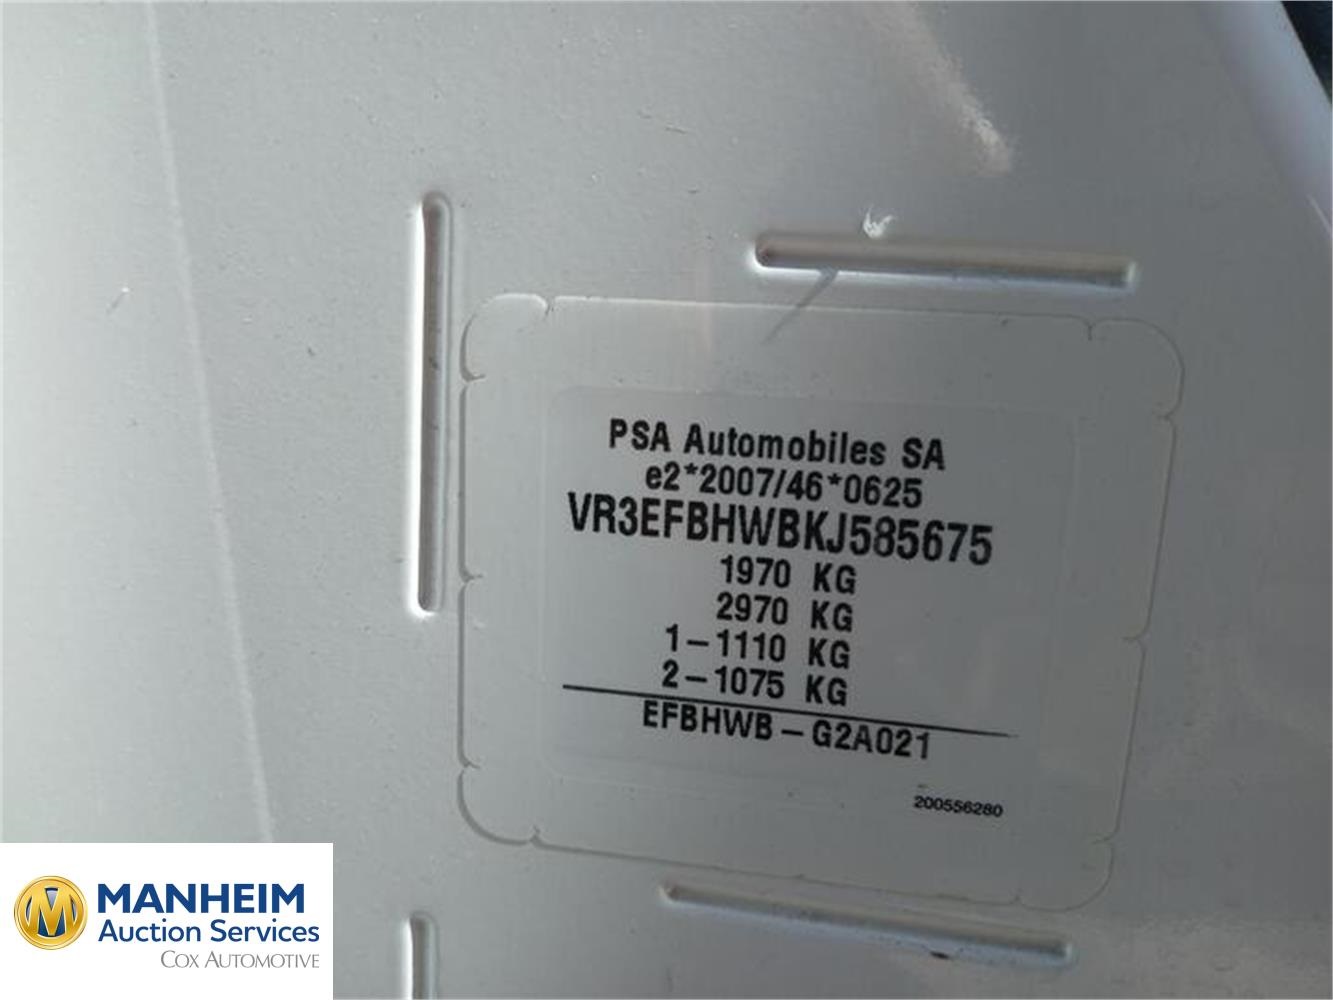 PSA Automobiles SA
e2*2007/46*0625
VR3EFBHWBKJ585675
1970 KG
2970 KG
1-1110 KG
2-1075 KG
EFBHWB-G2A021
200556280
MANHEIM
Auction Services
COX AUTOMOTIVE